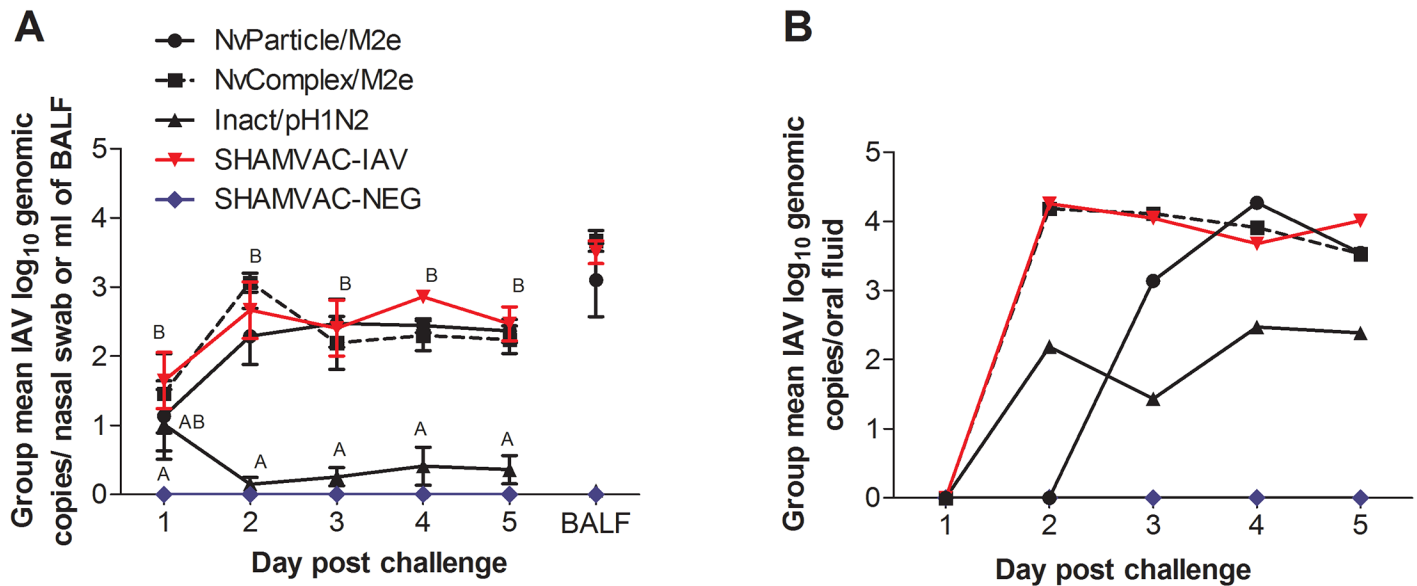 A
NvParticle/M2e
NvComplex/M2e
Inact/pH1N2
SHAMVAC-IAV
SHAMVAC-NEG
Group mean IAV log10 genomic
copies/ nasal swab or ml of BALF
5
4
3
2
1
0
B
B
B
B
B
AB
A
A
A
A
A
1 2 3 4 5 BALF
Day post challenge
B
Group mean IAV log10 genomic
copies/oral fluid
5
4
3
2
1
0
1 2 3 4 5
Day post challenge